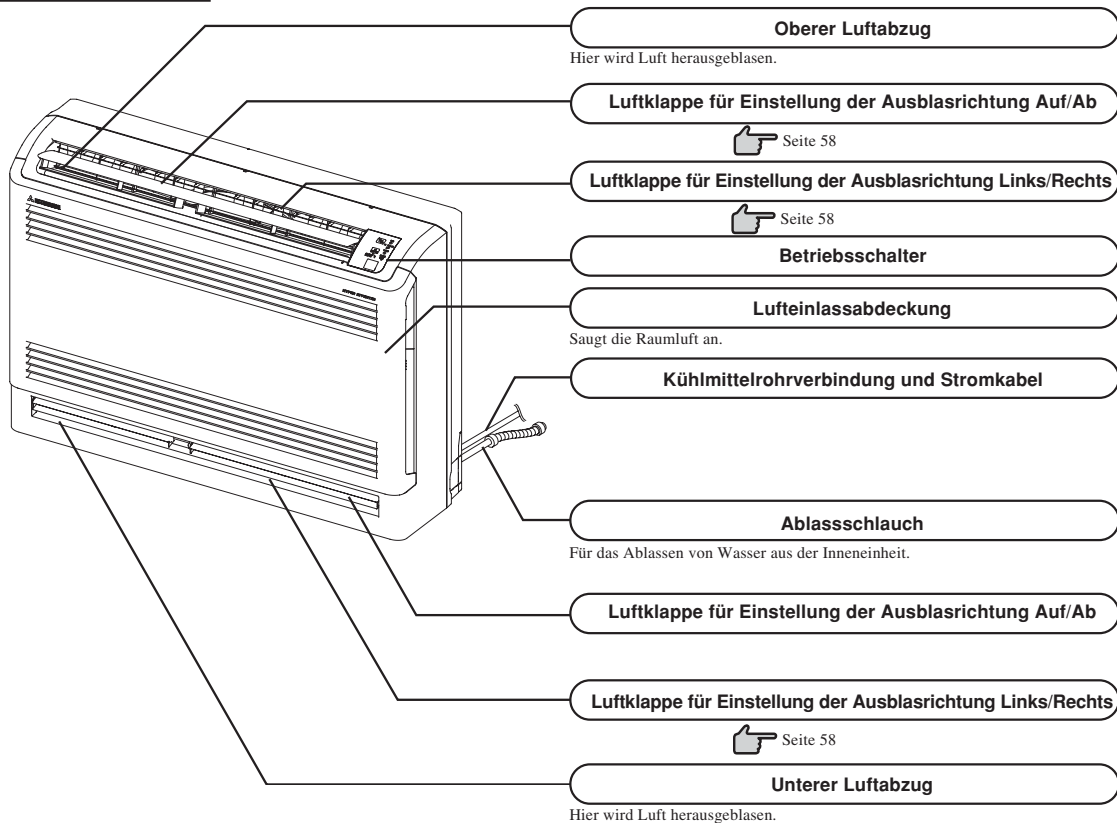 Oberer Luftabzug
Hier wird Luft herausgeblasen.
Luftklappe für Einstellung der Ausblasrichtung Auf/Ab
Seite 58
Luftklappe für Einstellung der Ausblasrichtung Links/Rechts
Seite 58
Betriebsschalter
Lufteinlassabdeckung
Saugt die Raumluft an.
Kühlmittelrohrverbindung und Stromkabel
Ablassschlauch
Für das Ablassen von Wasser aus der Inneneinheit.
Luftklappe für Einstellung der Ausblasrichtung Auf/Ab
Luftklappe für Einstellung der Ausblasrichtung Links/Rechts
Seite 58
Unterer Luftabzug
Hier wird Luft herausgeblasen.